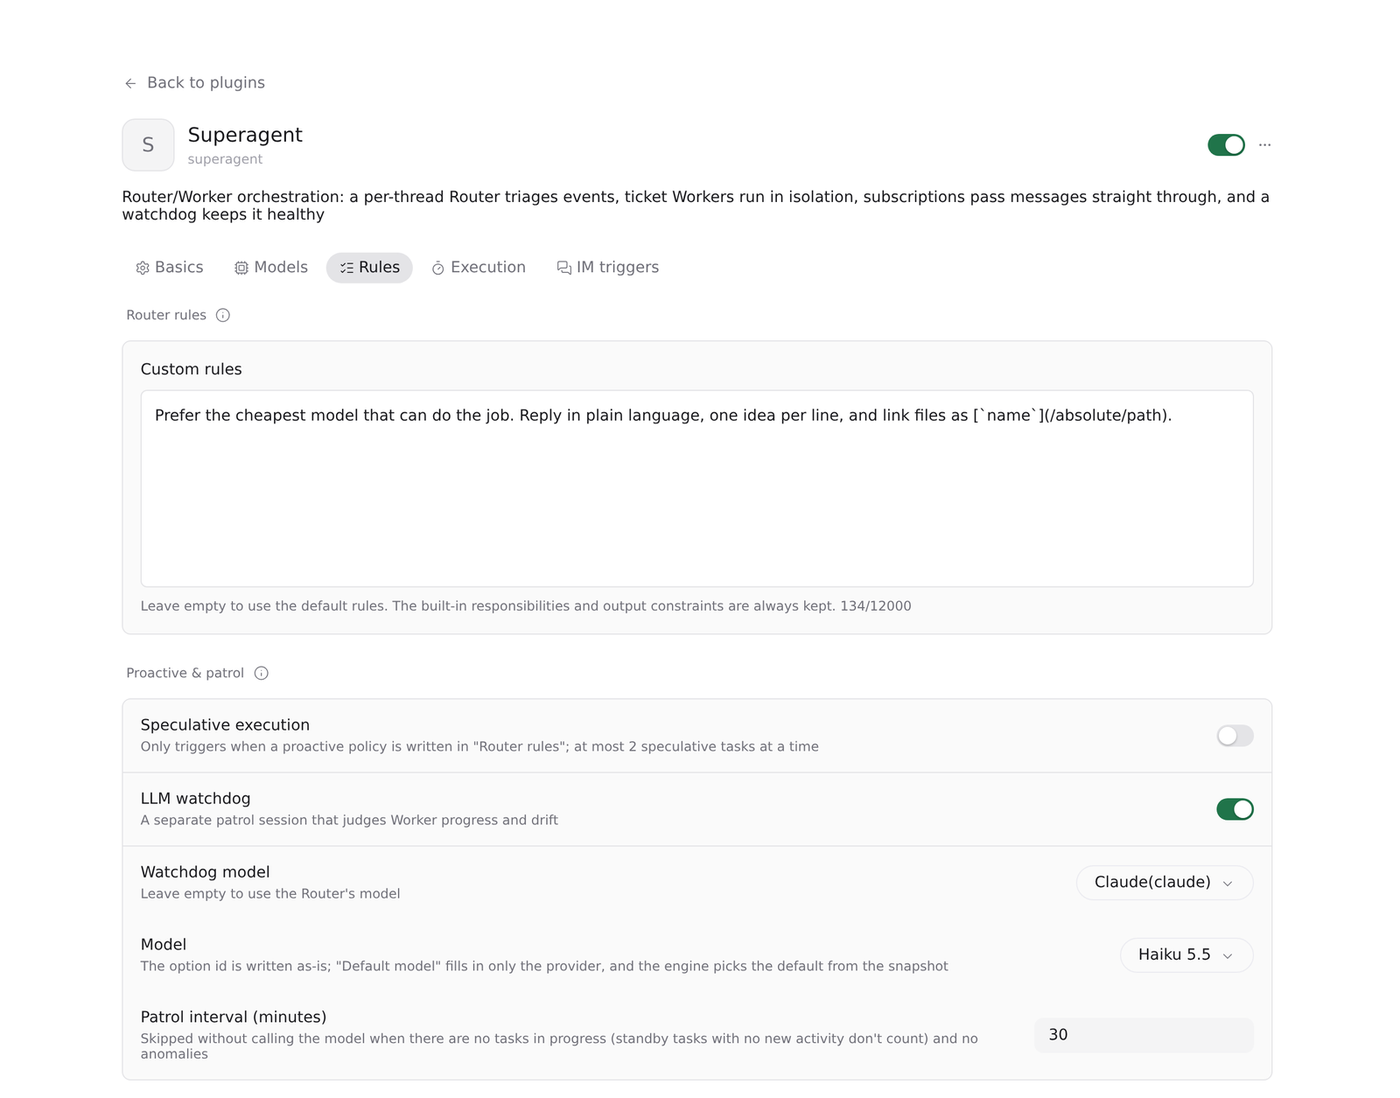 Back to plugins
S
Superagent
superagent
Router/Worker orchestration: a per-thread Router triages events, ticket Workers run in isolation, subscriptions pass messages straight through, and a
watchdog keeps it healthy
Basics
Models
Rules
Execution
IM triggers
Router rules
Custom rules
Prefer the cheapest model that can do the job. Reply in plain language, one idea per line, and link files as [`name`](/absolute/path).
Leave empty to use the default rules. The built-in responsibilities and output constraints are always kept. 134/12000
Proactive & patrol
Speculative execution
Only triggers when a proactive policy is written in "Router rules"; at most 2 speculative tasks at a time
LLM watchdog
A separate patrol session that judges Worker progress and drift
Watchdog model
Leave empty to use the Router's model
Claude(claude)
Model
The option id is written as-is; "Default model" fills in only the provider, and the engine picks the default from the snapshot
Haiku 5.5
Patrol interval (minutes)
Skipped without calling the model when there are no tasks in progress (standby tasks with no new activity don't count) and no
anomalies
30